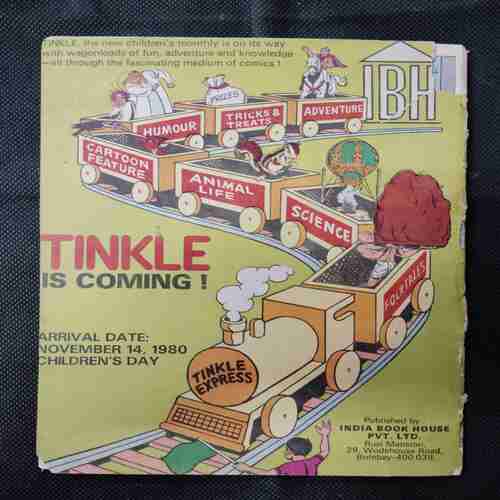 TINKLE, the new children's monthly is on its way
with wagonloads of fun, adventure and knowledge
—all through the fascinating medium of comics !
IBH
PRIZES
HUMOUR
TRICKS &
TREATS
ADVENTURE
CARTOON
FEATURE
ANIMAL
LIFE
SCIENCE
FOLKTALES
TINKLE
IS COMING !
ARRIVAL DATE:
NOVEMBER 14, 1980
CHILDREN'S DAY
TINKLE
EXPRESS
Published by
INDIA BOOK HOUSE
PVT. LTD.
Rusi Mansion,
29, Wodehouse Road,
Bombay-400 039.